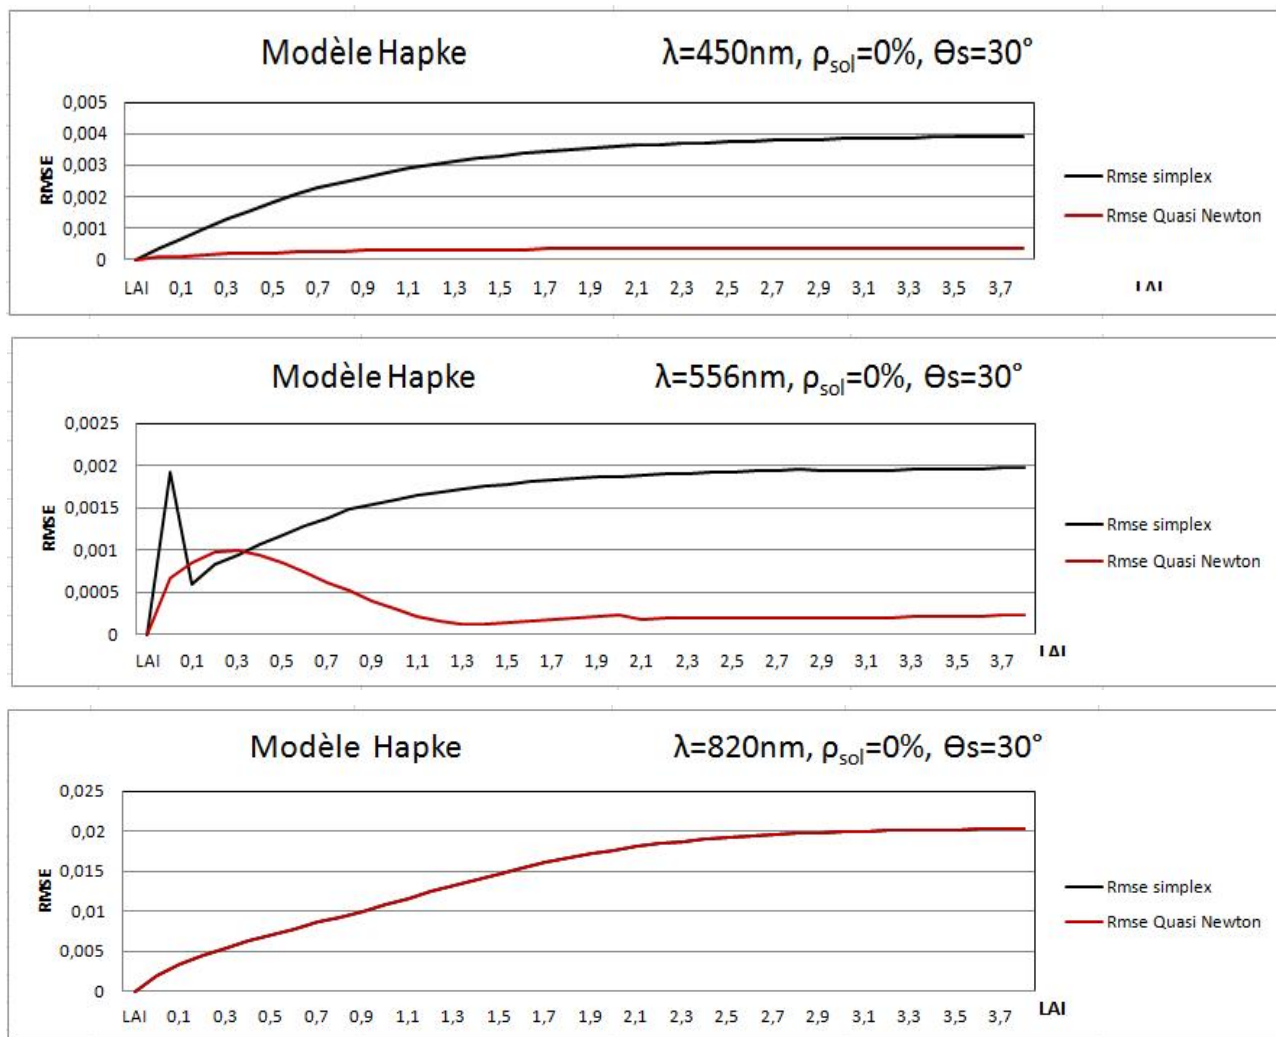 Modèle Hapke λ=450nm, ρsol=0%, Өs=30°
0,005
0,004
0,003
0,002
0,001
0
RMSE
Rmse simplex
Rmse Quasi Newton
LAI 0,1 0,3 0,5 0,7 0,9 1,1 1,3 1,5 1,7 1,9 2,1 2,3 2,5 2,7 2,9 3,1 3,3 3,5 3,7
LAI
Modèle Hapke λ=556nm, ρsol=0%, Өs=30°
0,0025
0,002
0,0015
0,001
0,0005
0
RMSE
Rmse simplex
Rmse Quasi Newton
LAI 0,1 0,3 0,5 0,7 0,9 1,1 1,3 1,5 1,7 1,9 2,1 2,3 2,5 2,7 2,9 3,1 3,3 3,5 3,7
LAI
Modèle Hapke λ=820nm, ρsol=0%, Өs=30°
0,025
0,02
0,015
0,01
0,005
0
RMSE
Rmse simplex
Rmse Quasi Newton
LAI 0,1 0,3 0,5 0,7 0,9 1,1 1,3 1,5 1,7 1,9 2,1 2,3 2,5 2,7 2,9 3,1 3,3 3,5 3,7
LAI